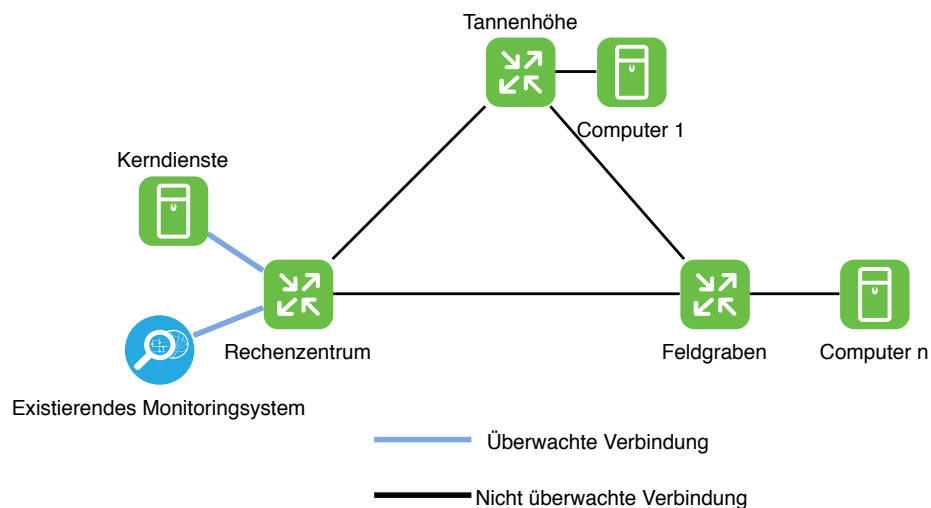 Tannenhöhe
Computer 1
Kerndienste
Rechenzentrum
Feldgraben
Computer n
Existierendes Monitoringsystem
Überwachte Verbindung
Nicht überwachte Verbindung